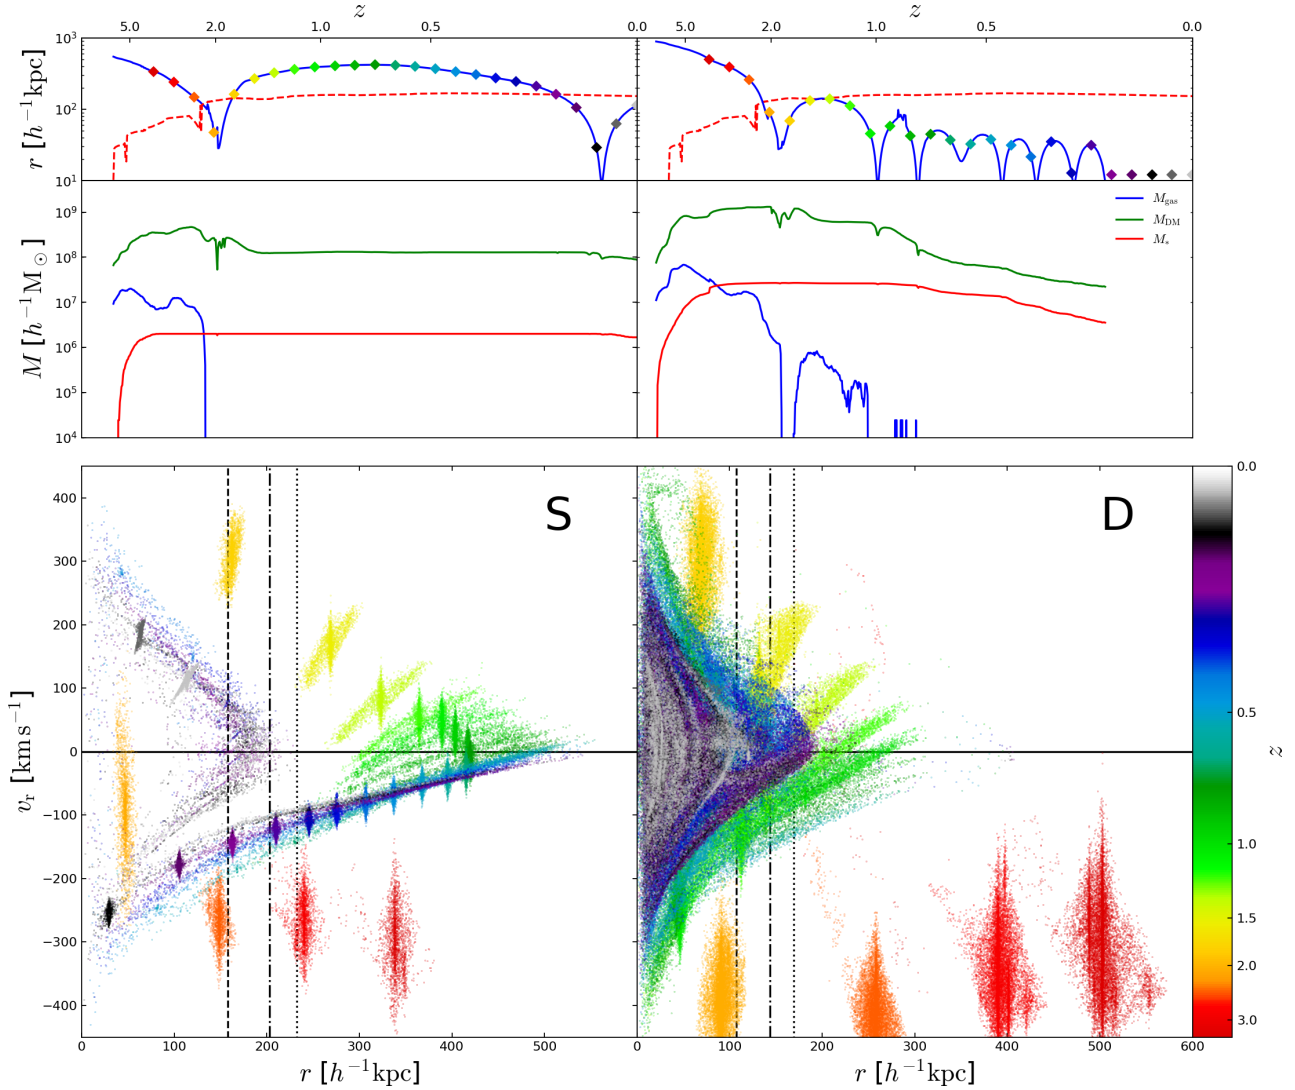 z z
5.0 2.0 1.0 0.5 0.0 5.0 2.0 1.0 0.5 0.0
r [h⁻¹kpc]
10³
10²
10¹
M [h⁻¹M⊙]
10⁹
10⁸
10⁷
10⁶
10⁵
10⁴
M_gas
M_DM
M_*
S D
v_r [km s⁻¹]
400
300
200
100
0
−100
−200
−300
−400
0 100 200 300 400 500 0 100 200 300 400 500 600
r [h⁻¹kpc] r [h⁻¹kpc]
0.0
0.5
1.0
1.5
2.0
3.0
z